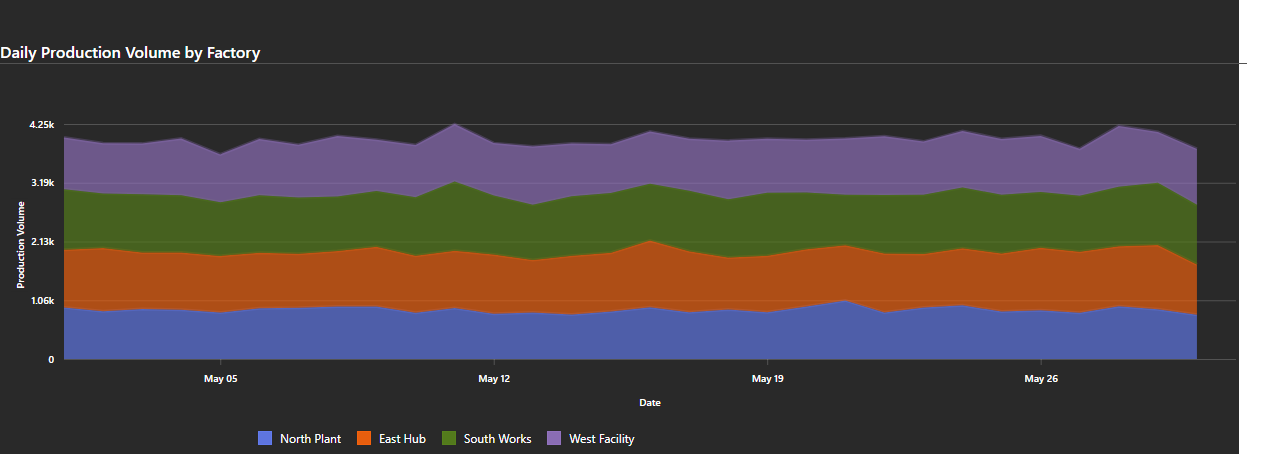 Daily Production Volume by Factory
4.25k
3.19k
2.13k
1.06k
0
Production Volume
May 05
May 12
May 19
May 26
Date
North Plant
East Hub
South Works
West Facility